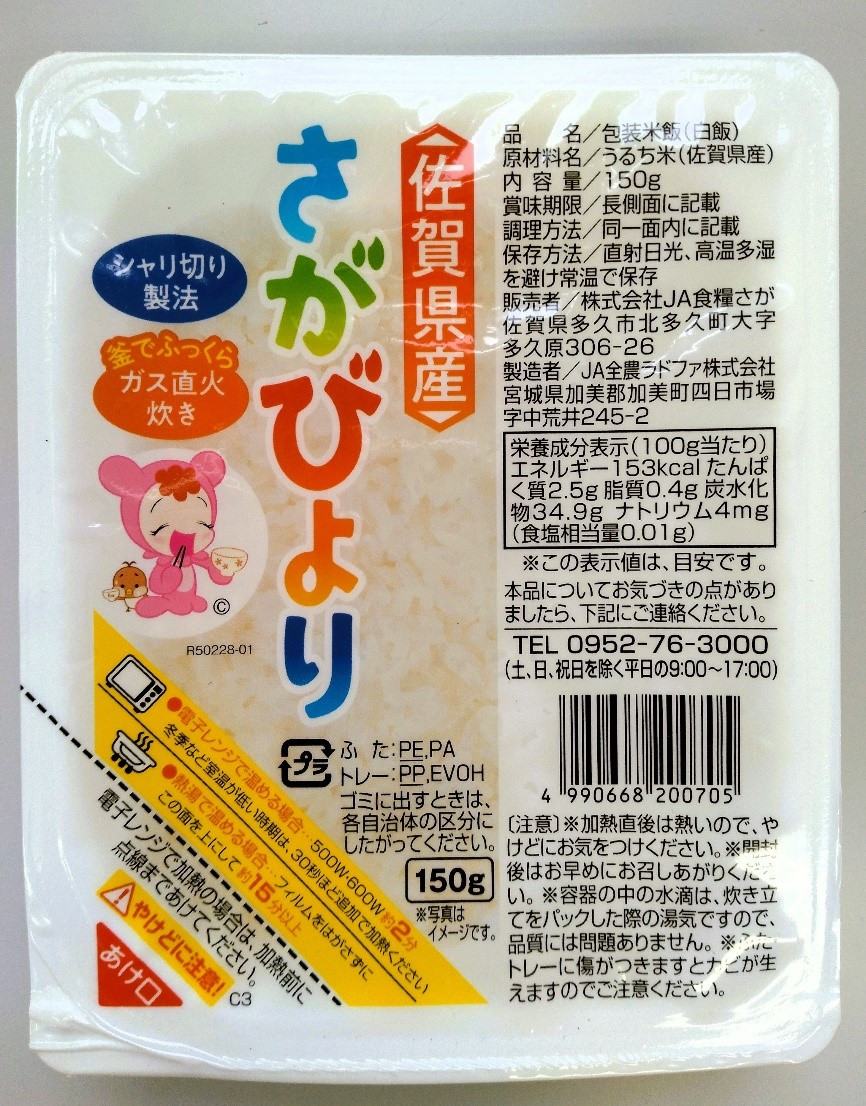 さがびより
佐賀県産
シャリ切り
製法
釜でふっくら
ガス直火
炊き
©
R50228-01
品　名／包装米飯(白飯)
原材料名／うるち米(佐賀県産)
内容量／150g
賞味期限／長側面に記載
調理方法／同一面内に記載
保存方法／直射日光、高温多湿
を避け常温で保存
販売者／株式会社JA食糧さが
佐賀県多久市北多久町大字
多久原306-26
製造者／JA全農ラドファ株式会社
宮城県加美郡加美町四日市場
字中荒井245-2
栄養成分表示(100g当たり)
エネルギー153kcal たんぱ
く質2.5g 脂質0.4g 炭水化
物34.9g ナトリウム4mg
(食塩相当量0.01g)
※この表示値は、目安です。
本品についてお気づきの点があり
ましたら、下記にご連絡ください。
TEL 0952-76-3000
(土、日、祝日を除く平日の9:00〜17:00)
4 990668 200705
〔注意〕※加熱直後は熱いので、や
けどにお気をつけください。※開封
後はお早めにお召しあがりくださ
い。※容器の中の水滴は、炊き立
てをパックした際の湯気ですので、
品質には問題ありません。※ふた・
トレーに傷がつきますとカビが生
えますのでご注意ください。
プラ
ふた:PE,PA
トレー:PP,EVOH
ゴミに出すときは、
各自治体の区分に
したがってください。
150g
※写真は
イメージです。
●電子レンジで温める場合…500W・600W 約2分
冬季など室温が低い時期は、30秒ほど追加で加熱ください
●熱湯で温める場合…フィルムをはがさずに
この面を上にして約15分以上
電子レンジで加熱の場合は、加熱前に
点線まであけてください。
やけどに注意!
あけ口
C3